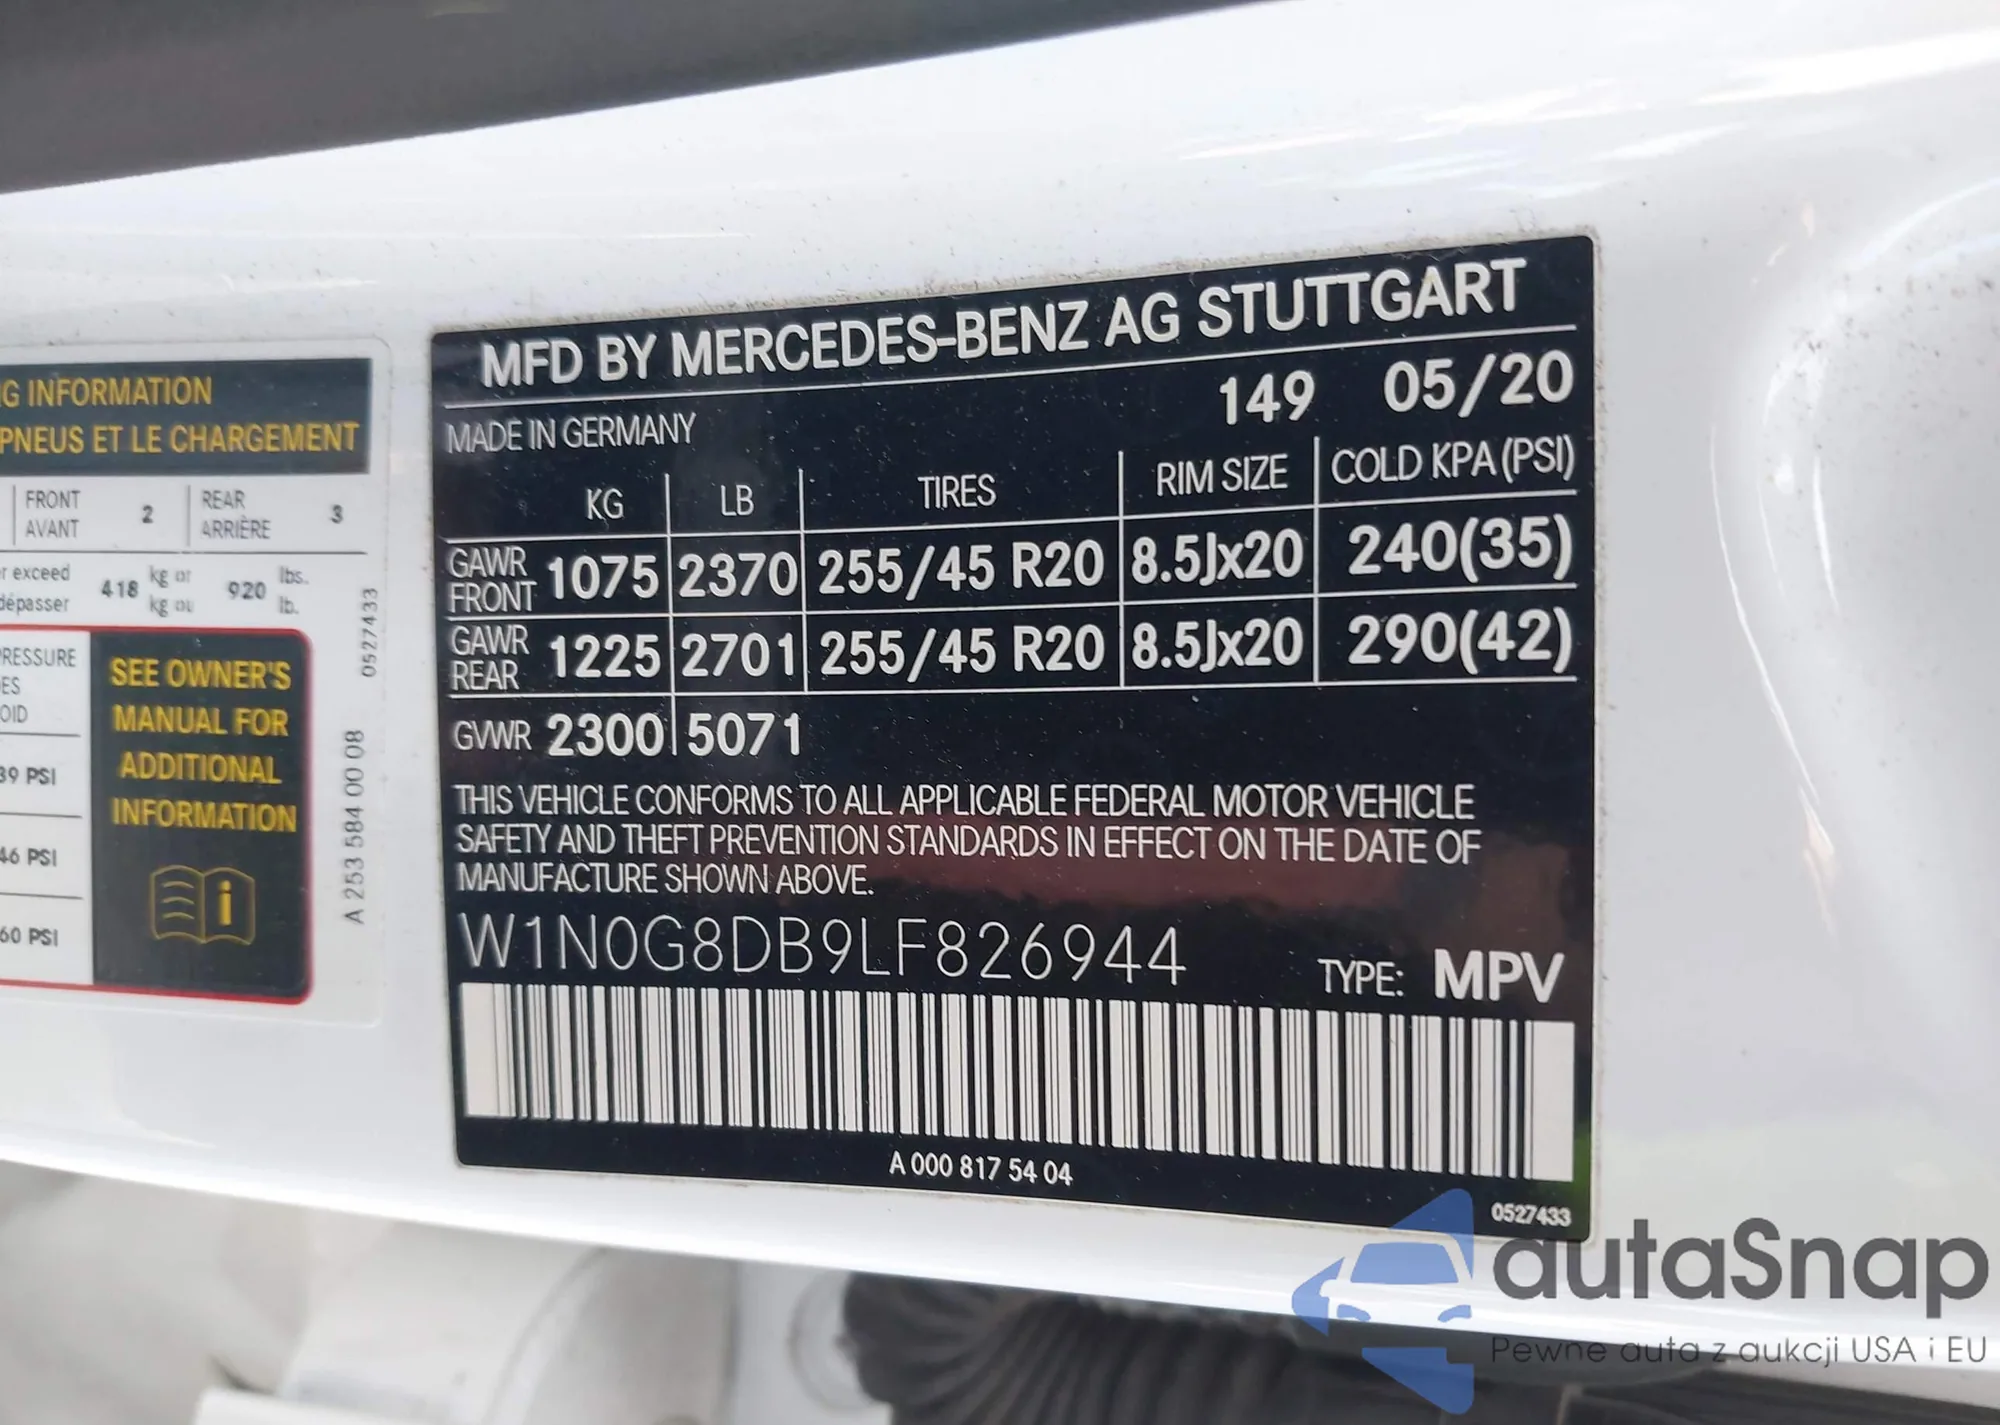 G INFORMATION
PNEUS ET LE CHARGEMENT
FRONT
AVANT
2
REAR
ARRIÈRE
3
r exceed
dépasser
418
kg or
kg ou
920
lbs.
lb.
0527433
RESSURE
ES
OID
39 PSI
46 PSI
60 PSI
SEE OWNER'S
MANUAL FOR
ADDITIONAL
INFORMATION
A 253 584 00 08
MFD BY MERCEDES-BENZ AG STUTTGART
149 05/20
MADE IN GERMANY
KG LB TIRES RIM SIZE COLD KPA (PSI)
GAWR
FRONT
1075 2370 255/45 R20 8.5Jx20 240(35)
GAWR
REAR
1225 2701 255/45 R20 8.5Jx20 290(42)
GVWR 2300 5071
THIS VEHICLE CONFORMS TO ALL APPLICABLE FEDERAL MOTOR VEHICLE
SAFETY AND THEFT PREVENTION STANDARDS IN EFFECT ON THE DATE OF
MANUFACTURE SHOWN ABOVE.
W1N0G8DB9LF826944
TYPE: MPV
A 000 817 54 04
0527433
autaSnap
Pewne auta z aukcji USA i EU